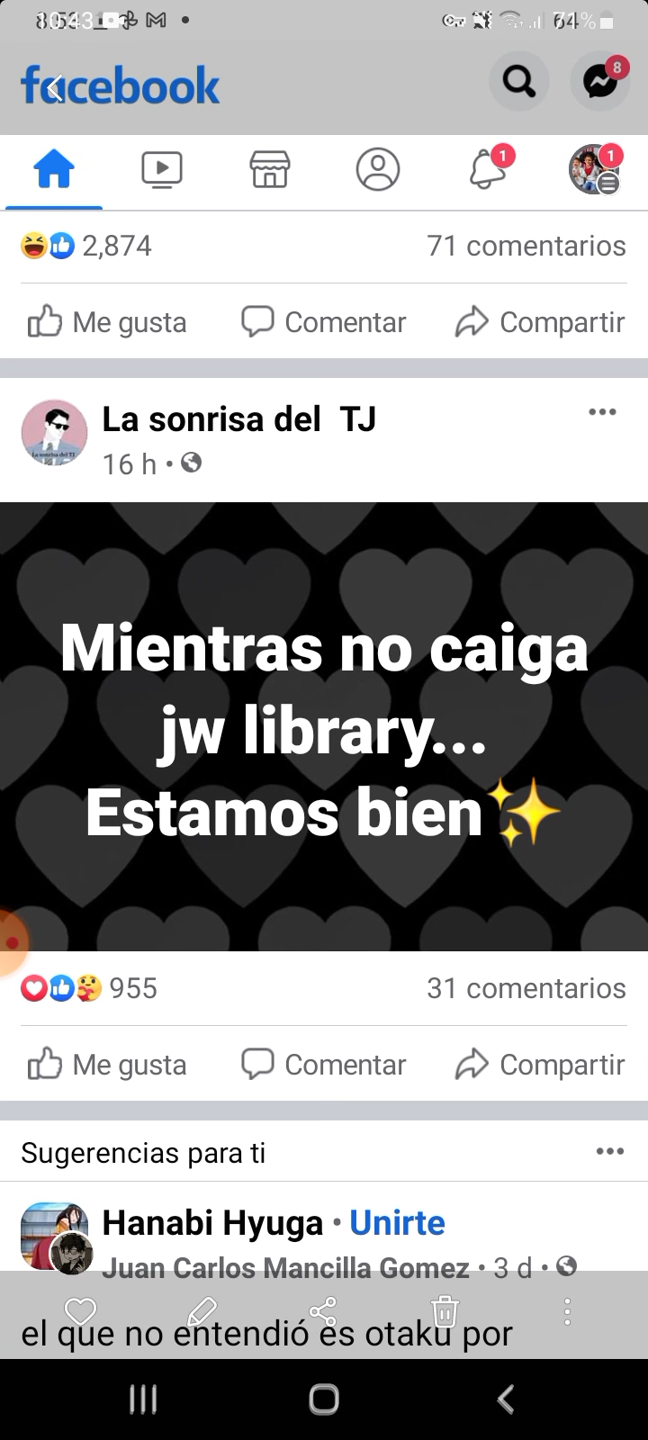 facebook
8
1
1
2,874 71 comentarios
Me gusta Comentar Compartir
La sonrisa del TJ
16 h •
Mientras no caiga
jw library...
Estamos bien✨
955 31 comentarios
Me gusta Comentar Compartir
Sugerencias para ti
Hanabi Hyuga • Unirte
Juan Carlos Mancilla Gomez • 3 d •
el que no entendió es otaku por